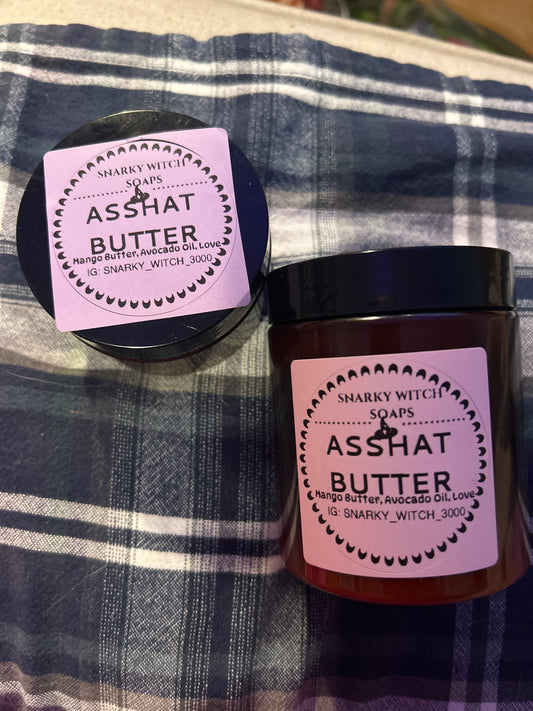 SNARKY WITCH
SOAPS
ASSHAT
BUTTER
Mango Butter, Avocado Oil, Love
IG: SNARKY_WITCH_3000
SNARKY WITCH
SOAPS
ASSHAT
BUTTER
Mango Butter, Avocado Oil, Love
IG: SNARKY_WITCH_3000